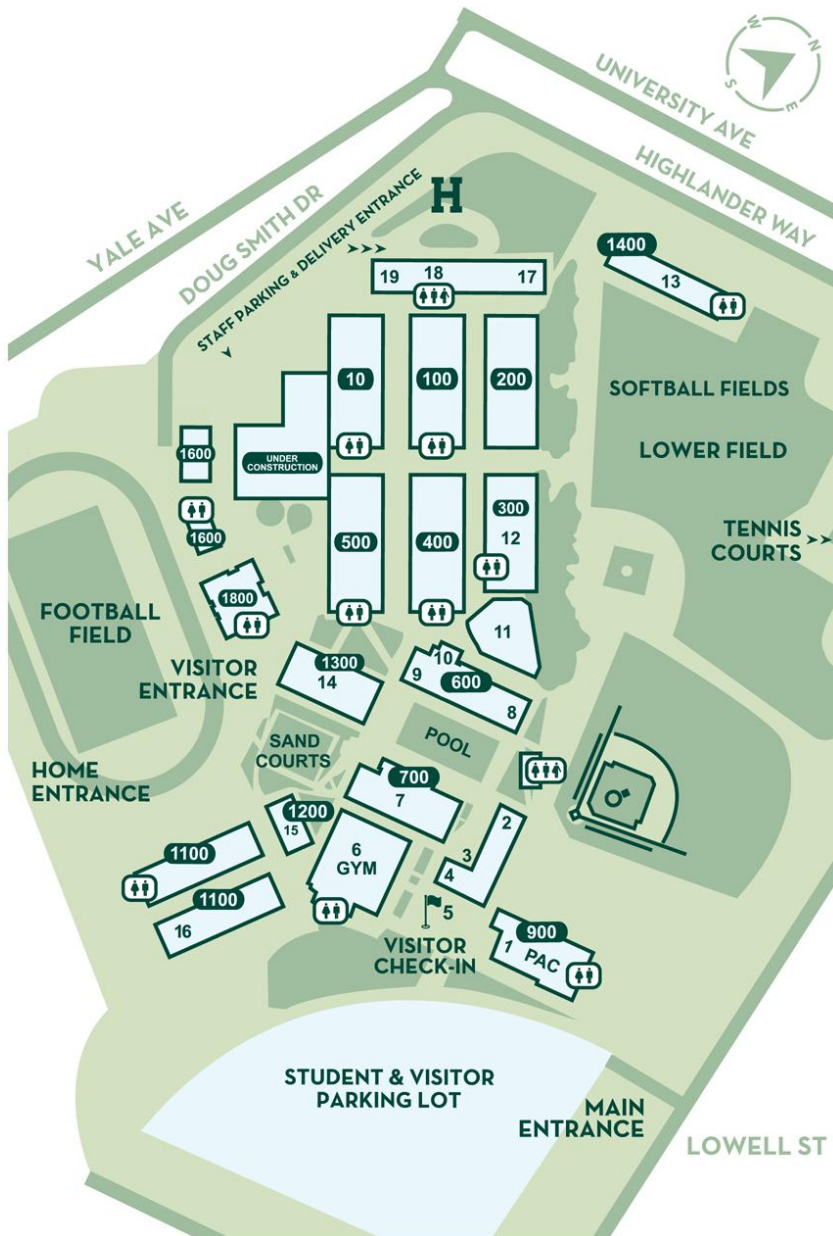 W
N
S
E
UNIVERSITY AVE
HIGHLANDER WAY
YALE AVE
DOUG SMITH DR
STAFF PARKING & DELIVERY ENTRANCE
H
1400
13
19
18
17
10
100
200
SOFTBALL FIELDS
LOWER FIELD
TENNIS
COURTS
1600
UNDER
CONSTRUCTION
1600
500
400
300
12
1800
FOOTBALL
FIELD
11
VISITOR
ENTRANCE
1300
14
10
9
600
8
SAND
COURTS
POOL
HOME
ENTRANCE
700
7
1200
15
2
3
4
6
GYM
1100
1100
16
5
VISITOR
CHECK-IN
900
1
PAC
STUDENT & VISITOR
PARKING LOT
MAIN
ENTRANCE
LOWELL ST